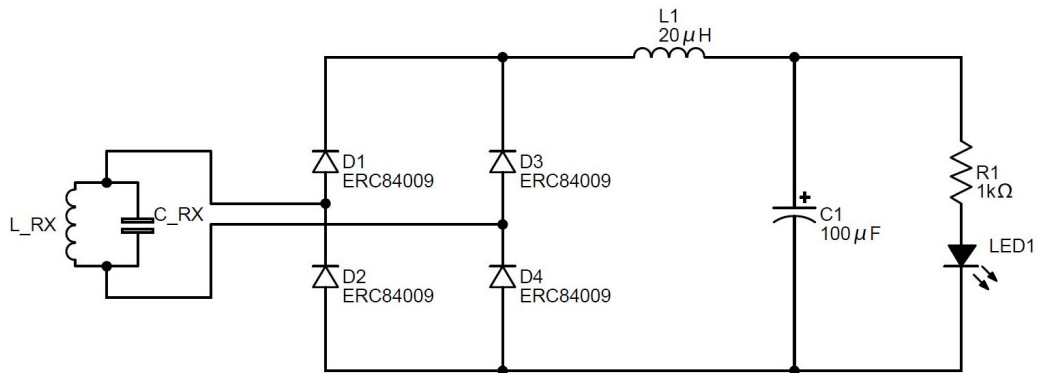 L1
20μH
D1
ERC84009
D3
ERC84009
R1
1kΩ
L_RX
C_RX
+
C1
100μF
LED1
D2
ERC84009
D4
ERC84009